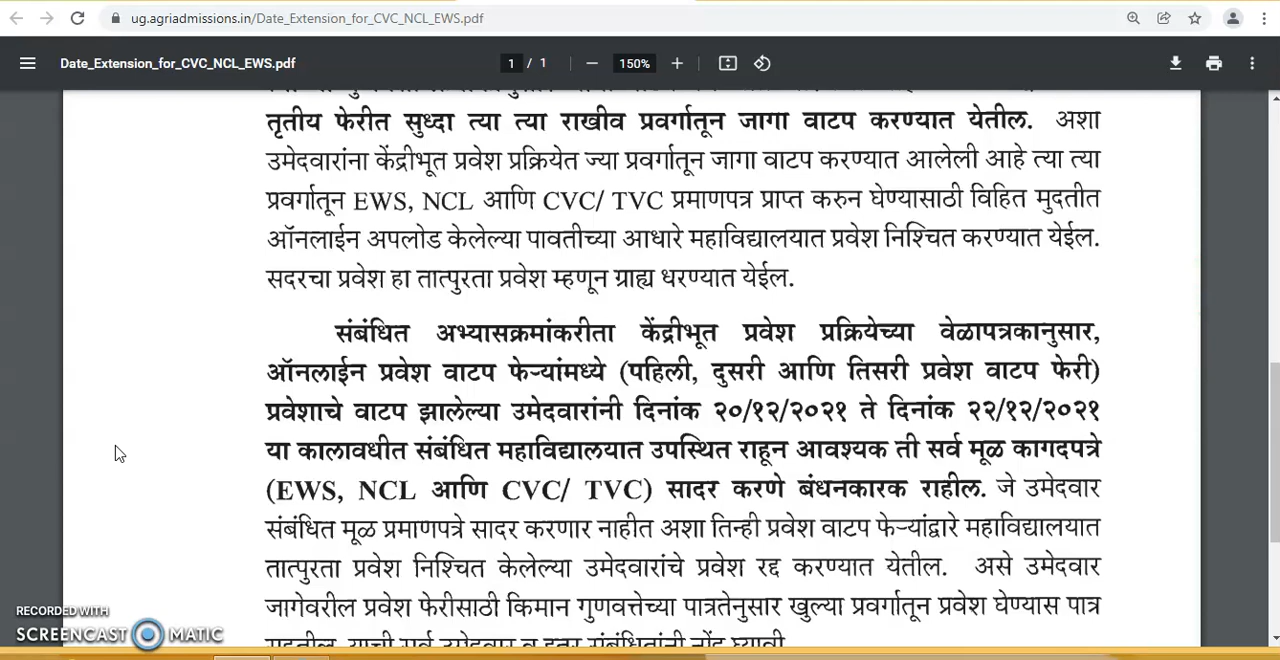 ug.agriadmissions.in/Date_Extension_for_CVC_NCL_EWS.pdf
Date_Extension_for_CVC_NCL_EWS.pdf
1 / 1
150%
तृतीय फेरीत सुध्दा त्या त्या राखीव प्रवर्गातून जागा वाटप करण्यात येतील. अशा
उमेदवारांना केंद्रीभूत प्रवेश प्रक्रियेत ज्या प्रवर्गातून जागा वाटप करण्यात आलेली आहे त्या त्या
प्रवर्गातून EWS, NCL आणि CVC/ TVC प्रमाणपत्र प्राप्त करुन घेण्यासाठी विहित मुदतीत
ऑनलाईन अपलोड केलेल्या पावतीच्या आधारे महाविद्यालयात प्रवेश निश्चित करण्यात येईल.
सदरचा प्रवेश हा तात्पुरता प्रवेश म्हणून ग्राह्य धरण्यात येईल.
संबंधित अभ्यासक्रमांकरीता केंद्रीभूत प्रवेश प्रक्रियेच्या वेळापत्रकानुसार,
ऑनलाईन प्रवेश वाटप फेऱ्यांमध्ये (पहिली, दुसरी आणि तिसरी प्रवेश वाटप फेरी)
प्रवेशाचे वाटप झालेल्या उमेदवारांनी दिनांक २०/१२/२०२१ ते दिनांक २२/१२/२०२१
या कालावधीत संबंधित महाविद्यालयात उपस्थित राहून आवश्यक ती सर्व मूळ कागदपत्रे
(EWS, NCL आणि CVC/ TVC) सादर करणे बंधनकारक राहील. जे उमेदवार
संबंधित मूळ प्रमाणपत्रे सादर करणार नाहीत अशा तिन्ही प्रवेश वाटप फेऱ्यांद्वारे महाविद्यालयात
तात्पुरता प्रवेश निश्चित केलेल्या उमेदवारांचे प्रवेश रद्द करण्यात येतील. असे उमेदवार
जागेवरील प्रवेश फेरीसाठी किमान गुणवत्तेच्या पात्रतेनुसार खुल्या प्रवर्गातून प्रवेश घेण्यास पात्र
राहतील. याची सर्व उमेदवार व इतर संबंधितांनी नोंद घ्यावी.
RECORDED WITH
SCREENCAST MATIC